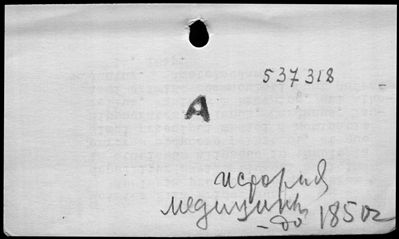 537318
А
история
медицины
- до 1850г